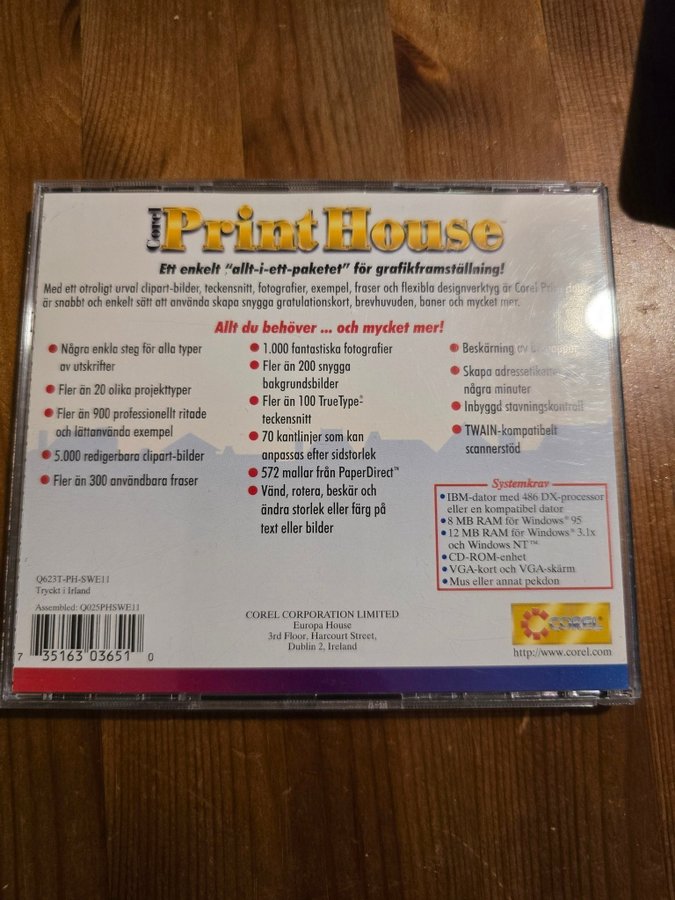 Corel
Print House
Ett enkelt "allt-i-ett-paketet" för grafikframställning!
Med ett otroligt urval clipart-bilder, teckensnitt, fotografier, exempel, fraser och flexibla designverktyg är Corel
är snabbt och enkelt sätt att använda skapa snygga gratulationskort, brevhuvuden, baner och mycket mer.
Allt du behöver ... och mycket mer!
Några enkla steg för alla typer
av utskrifter
Fler än 20 olika projekttyper
Fler än 900 professionellt ritade
och lättanvända exempel
5.000 redigerbara clipart-bilder
Fler än 300 användbara fraser
1.000 fantastiska fotografier
Fler än 200 snygga
bakgrundsbilder
Fler än 100 TrueType®-
teckensnitt
70 kantlinjer som kan
anpassas efter sidstorlek
572 mallar från PaperDirect™
Vänd, rotera, beskär och
ändra storlek eller färg på
text eller bilder
Beskärning av
Skapa adressetiketter
några minuter
Inbyggd stavningskontroll
TWAIN-kompatibelt
scannerstöd
Systemkrav
IBM-dator med 486 DX-processor
eller en kompatibel dator
8 MB RAM för Windows® 95
12 MB RAM för Windows® 3.1x
och Windows NT™
CD-ROM-enhet
VGA-kort och VGA-skärm
Mus eller annat pekdon
Q623T-PH-SWE11
Tryckt i Irland
Assembled: Q025PHSWE11
7 35163 03651 0
COREL CORPORATION LIMITED
Europa House
3rd Floor, Harcourt Street,
Dublin 2, Ireland
COREL®
http://www.corel.com